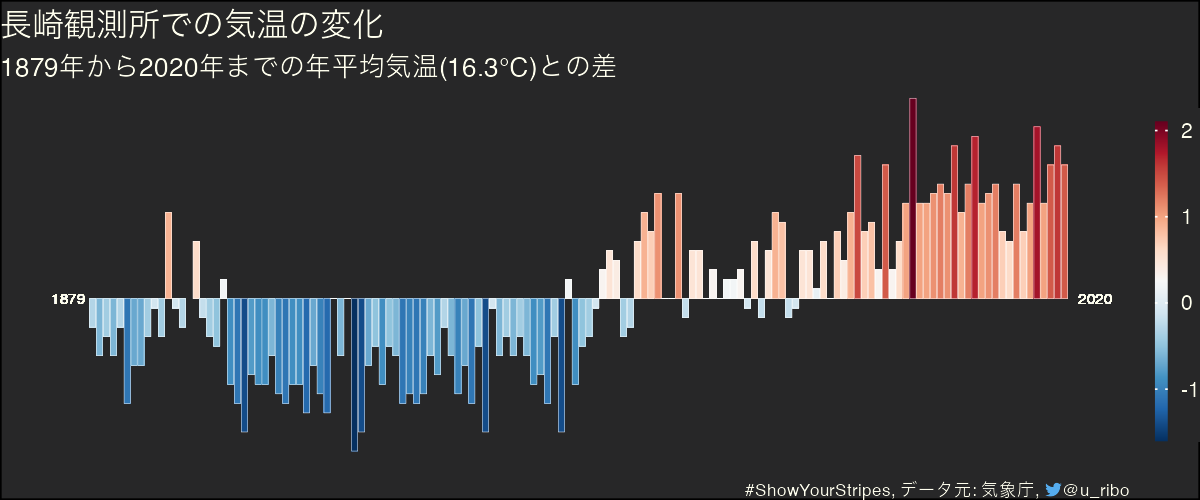 長崎観測所での気温の変化
1879年から2020年までの年平均気温(16.3°C)との差
2
1
0
-1
1879
2020
#ShowYourStripes, データ元: 気象庁, @u_ribo